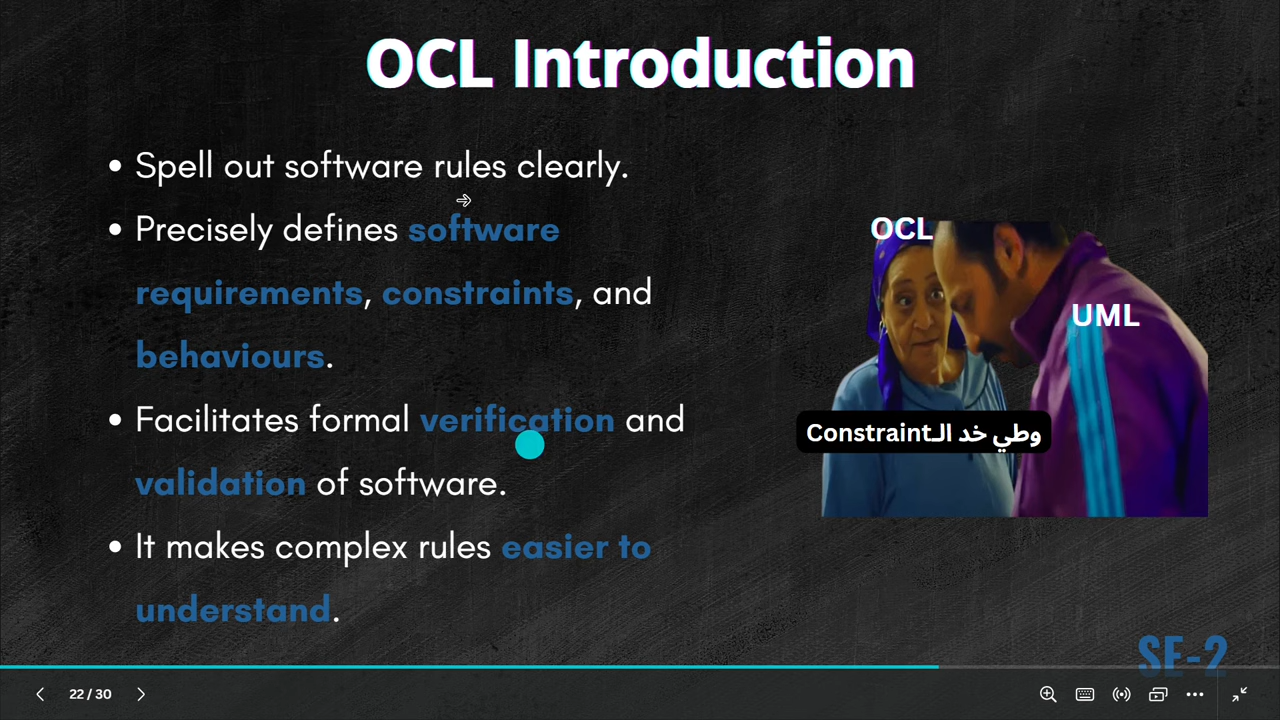 OCL Introduction
• Spell out software rules clearly.
• Precisely defines software
requirements, constraints, and
behaviours.
• Facilitates formal verification and
validation of software.
• It makes complex rules easier to
understand.
OCL
UML
وطي خد الـConstraint
SE-2
22 / 30